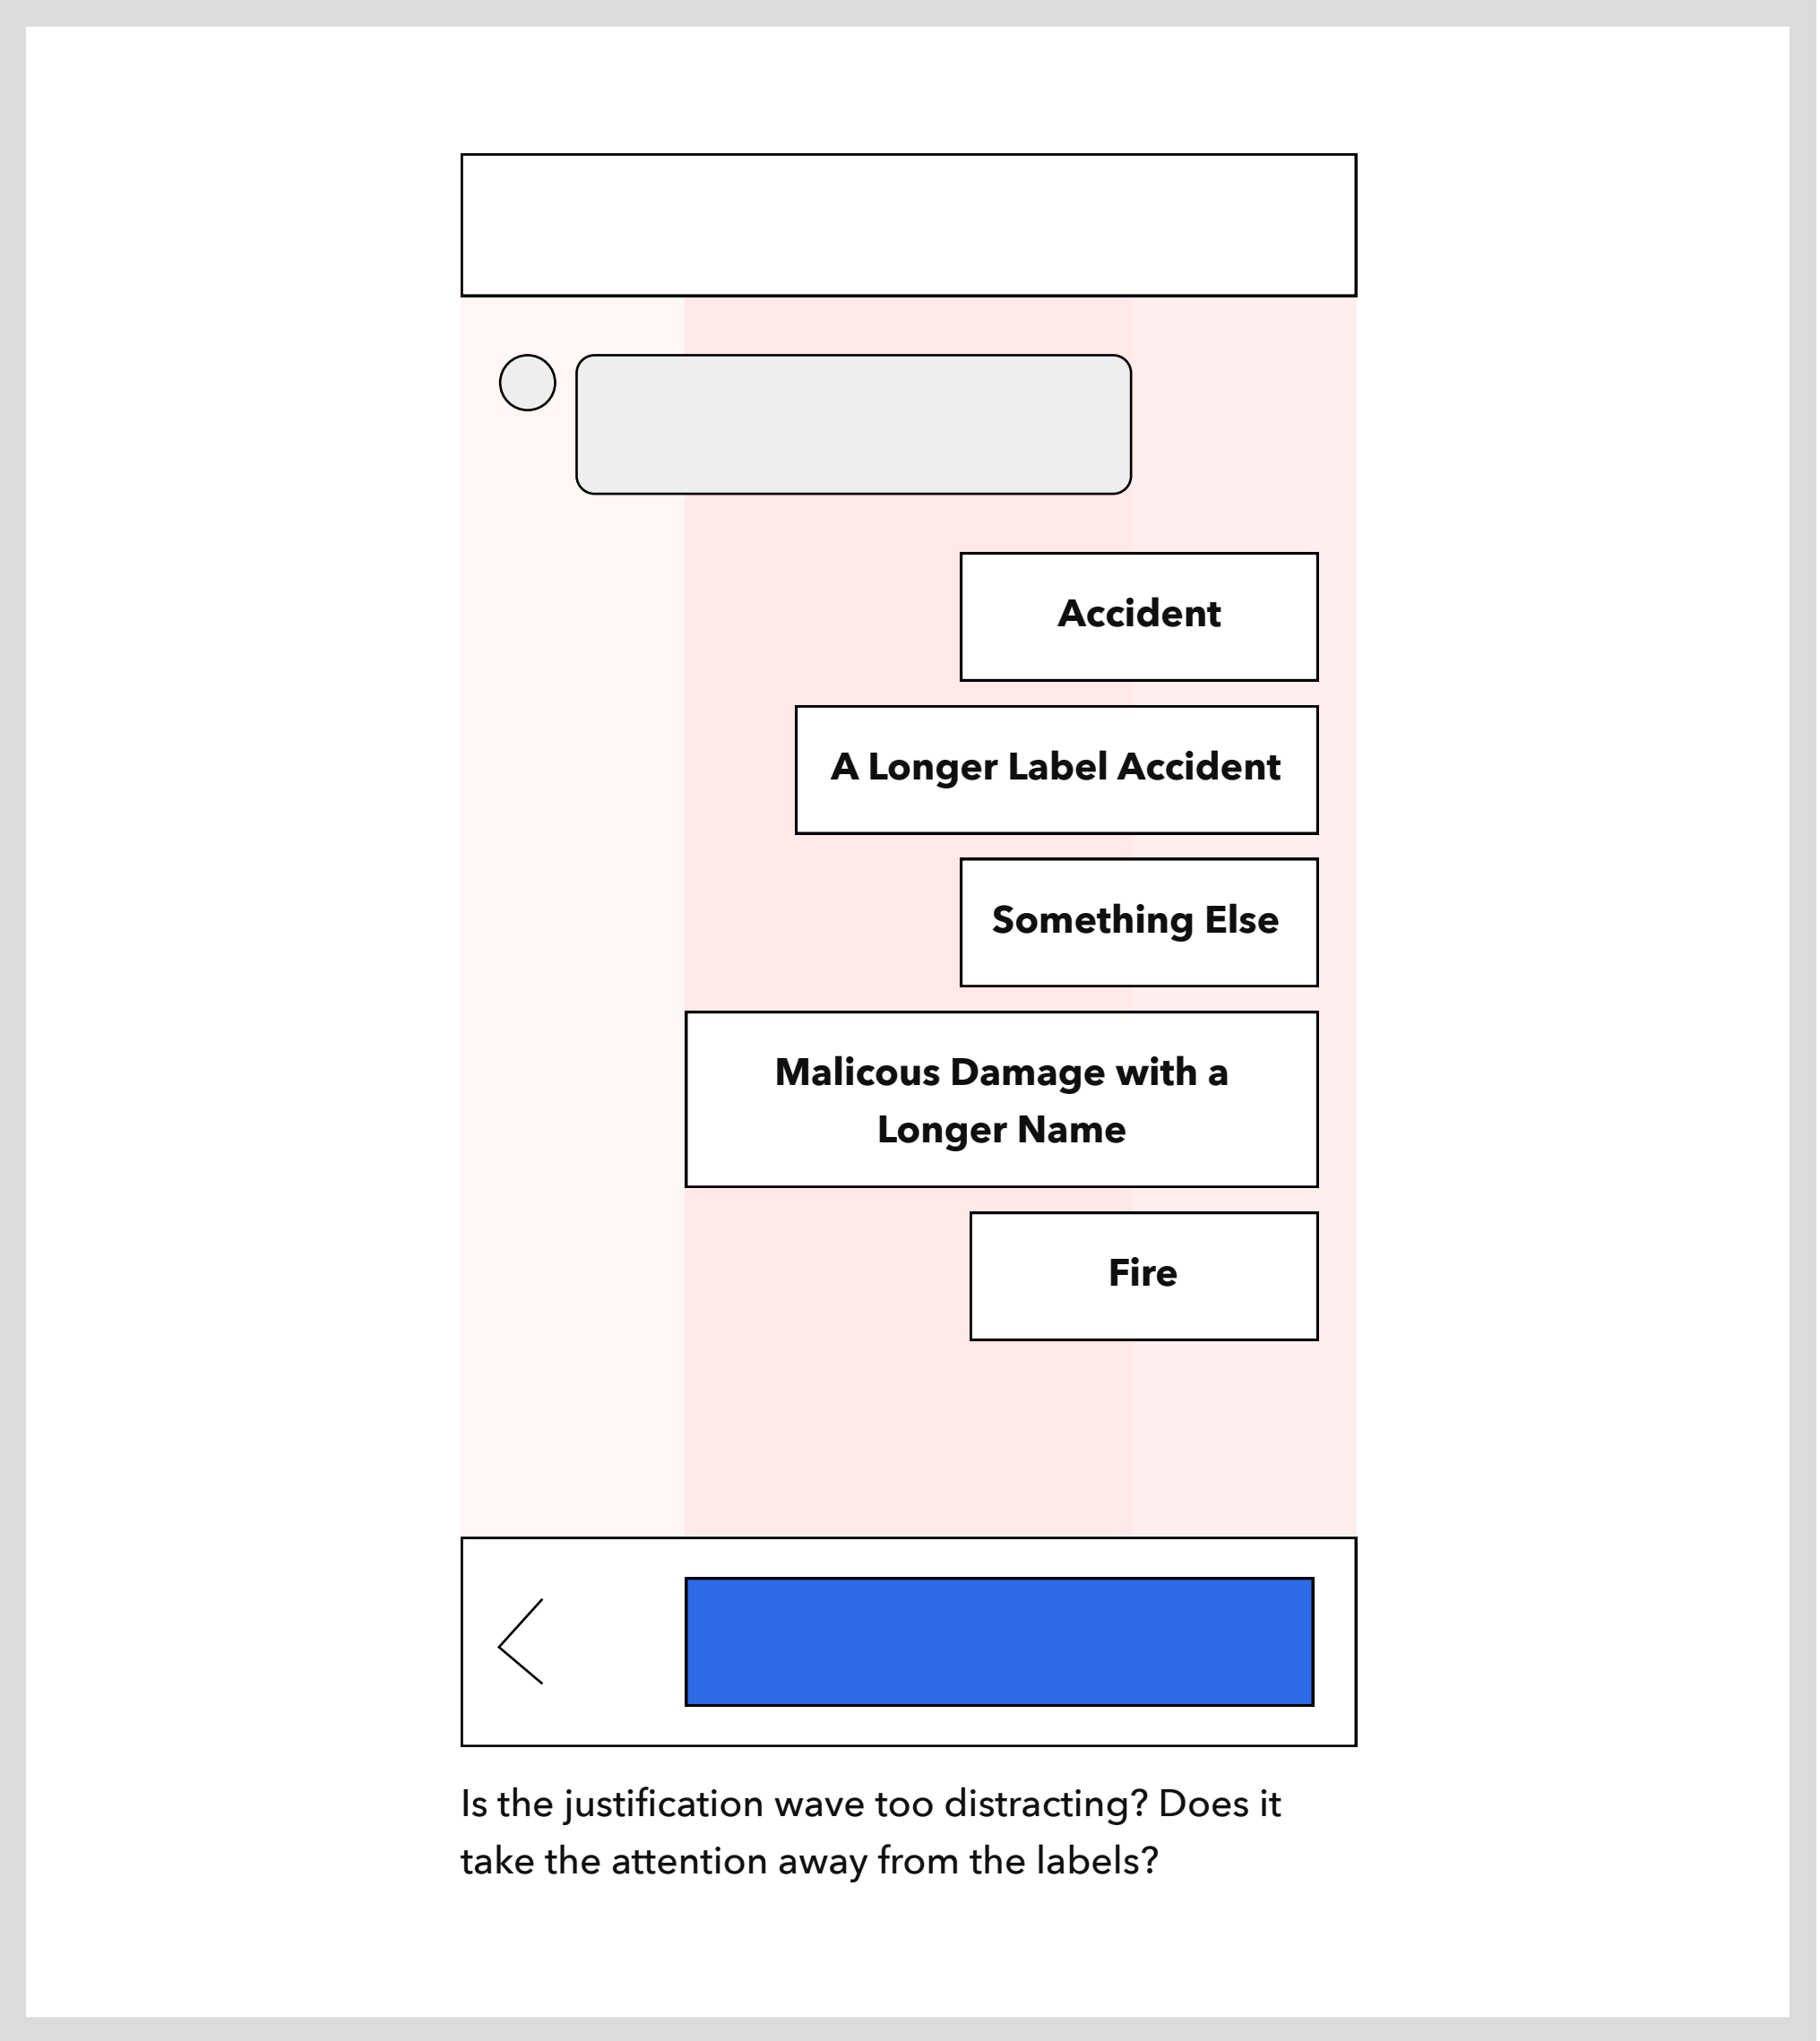 Accident
A Longer Label Accident
Something Else
Malicous Damage with a
Longer Name
Fire
Is the justification wave too distracting? Does it
take the attention away from the labels?